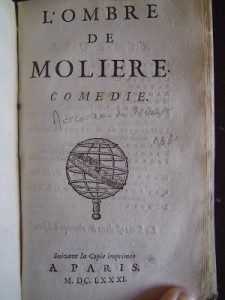 L'OMBRE
DE
MOLIERE.
COMEDIE.
Suivant la Copie imprimée
A PARIS.
M. DC. LXXXI.